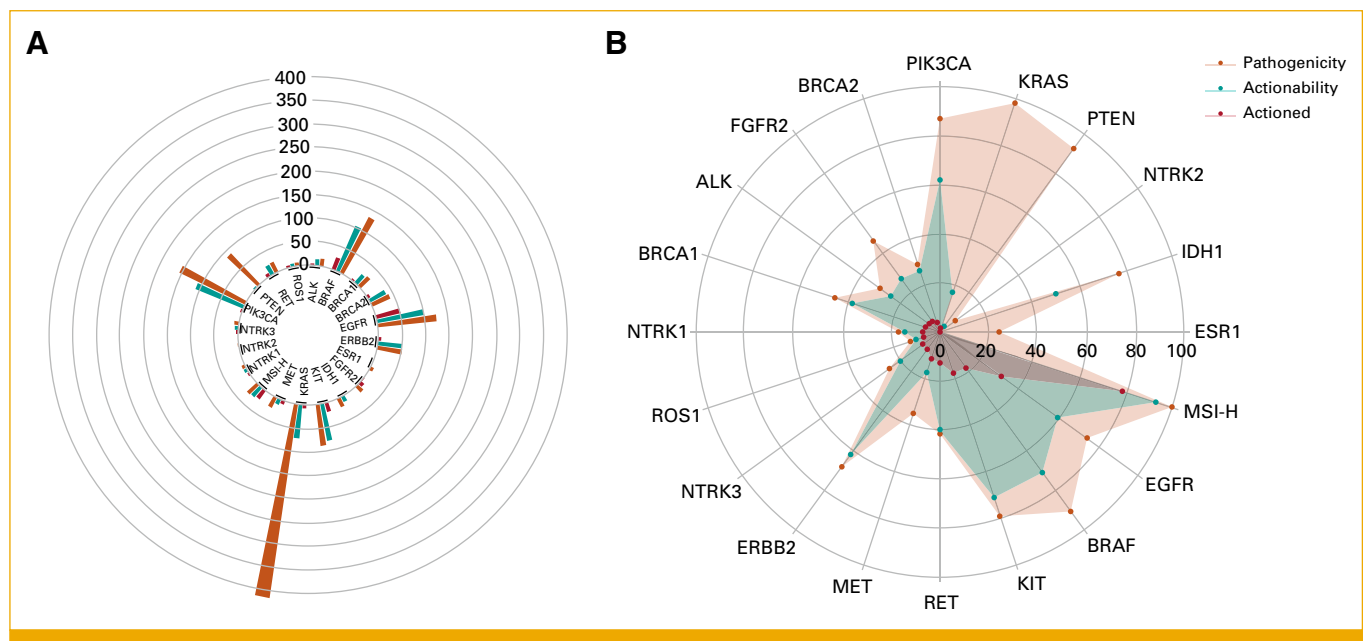 A
400
350
300
250
200
150
100
50
0
ROS1
ALK
BRAF
BRCA1
BRCA2
EGFR
ERBB2
ESR1
FGFR2
IDH1
KIT
KRAS
MET
MSI-H
NTRK1
NTRK2
NTRK3
PIK3CA
PTEN
RET
B
Pathogenicity
Actionability
Actioned
PIK3CA
KRAS
PTEN
NTRK2
IDH1
ESR1
MSI-H
EGFR
BRAF
KIT
RET
MET
ERBB2
NTRK3
ROS1
NTRK1
BRCA1
ALK
FGFR2
BRCA2
0 20 40 60 80 100